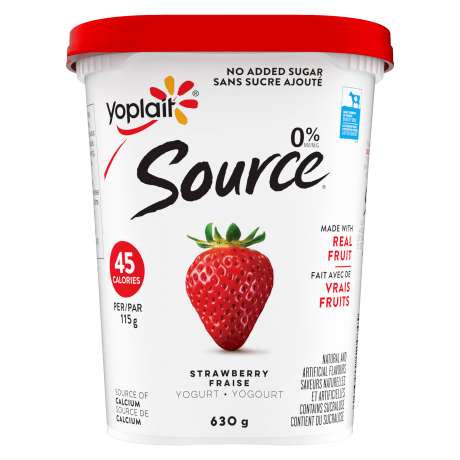 NO ADDED SUGAR
SANS SUCRE AJOUTÉ
yoplait®
0%
M.F./M.G.
Source®
MADE WITH
REAL
FRUIT
FAIT AVEC DE
VRAIS
FRUITS
45
CALORIES
PER/PAR
115 g
STRAWBERRY
FRAISE
YOGURT • YOGOURT
630 g
SOURCE OF
CALCIUM
SOURCE DE
CALCIUM
NATURAL AND
ARTIFICIAL FLAVOURS
SAVEURS NATURELLES
ET ARTIFICIELLES
CONTAINS SUCRALOSE
CONTIENT DU SUCRALOSE